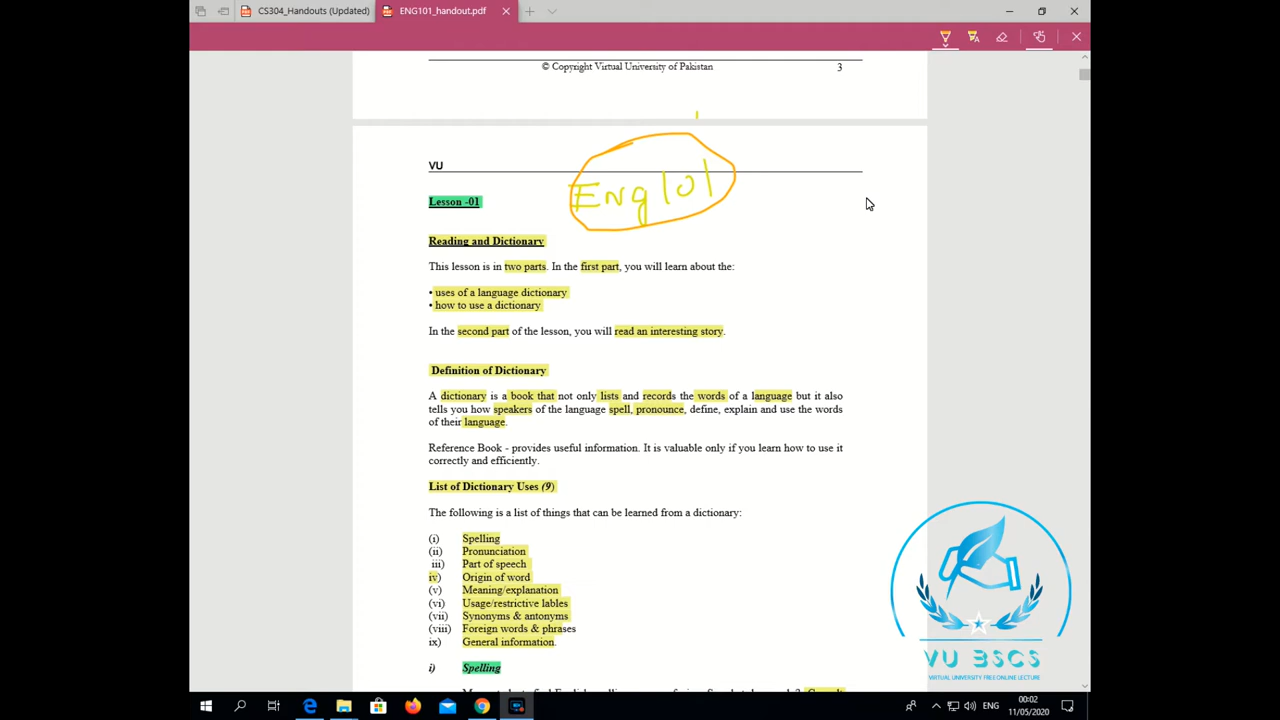 CS304_Handouts (Updated)
ENG101_handout.pdf
© Copyright Virtual University of Pakistan 3
VU
Eng101
Lesson -01
Reading and Dictionary
This lesson is in two parts. In the first part, you will learn about the:
• uses of a language dictionary
• how to use a dictionary
In the second part of the lesson, you will read an interesting story.
Definition of Dictionary
A dictionary is a book that not only lists and records the words of a language but it also
tells you how speakers of the language spell, pronounce, define, explain and use the words
of their language.
Reference Book - provides useful information. It is valuable only if you learn how to use it
correctly and efficiently.
List of Dictionary Uses (9)
The following is a list of things that can be learned from a dictionary:
(i) Spelling
(ii) Pronunciation
iii) Part of speech
iv) Origin of word
(v) Meaning/explanation
(vi) Usage/restrictive lables
(vii) Synonyms & antonyms
(viii) Foreign words & phrases
ix) General information.
i) Spelling
VU BSCS
VIRTUAL UNIVERSITY FREE ONLINE LECTURE
ENG
00:02
11/05/2020